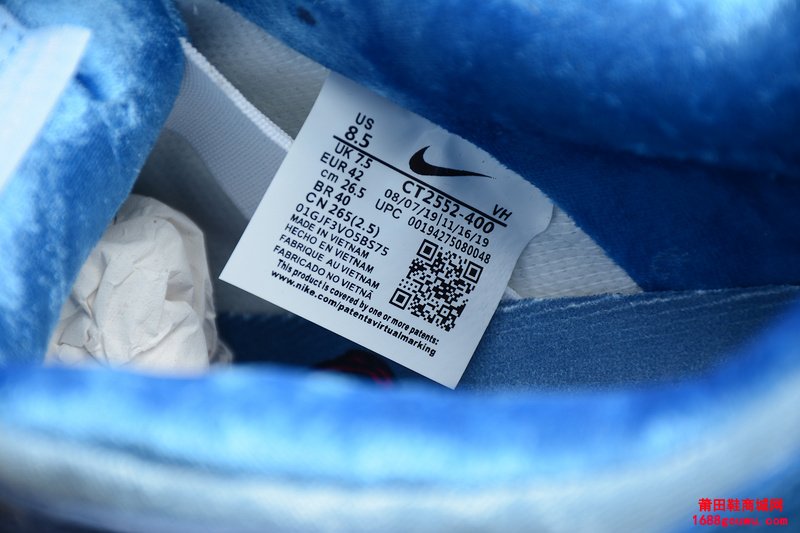 US
8.5
UK 7.5
EUR 42
cm 26.5
BR 40
CN 265(2.5)
01GJF3VO5BS75
MADE IN VIETNAM
HECHO EN VIETNAM
FABRIQUE AU VIETNAM
FABRICADO NO VIETNÃ
This product is covered by one or more patents:
www.nike.com/patentsvirtualmarking
CT2552-400 VH
08/07/19|11/16/19
UPC 00194275080048
莆田鞋商城网
1688gsuwu.com